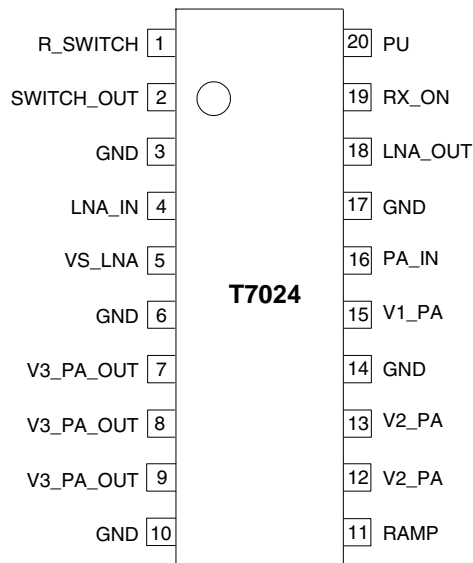 R_SWITCH 1 20 PU
SWITCH_OUT 2 19 RX_ON
GND 3 18 LNA_OUT
LNA_IN 4 17 GND
VS_LNA 5 16 PA_IN
T7024
GND 6 15 V1_PA
V3_PA_OUT 7 14 GND
V3_PA_OUT 8 13 V2_PA
V3_PA_OUT 9 12 V2_PA
GND 10 11 RAMP